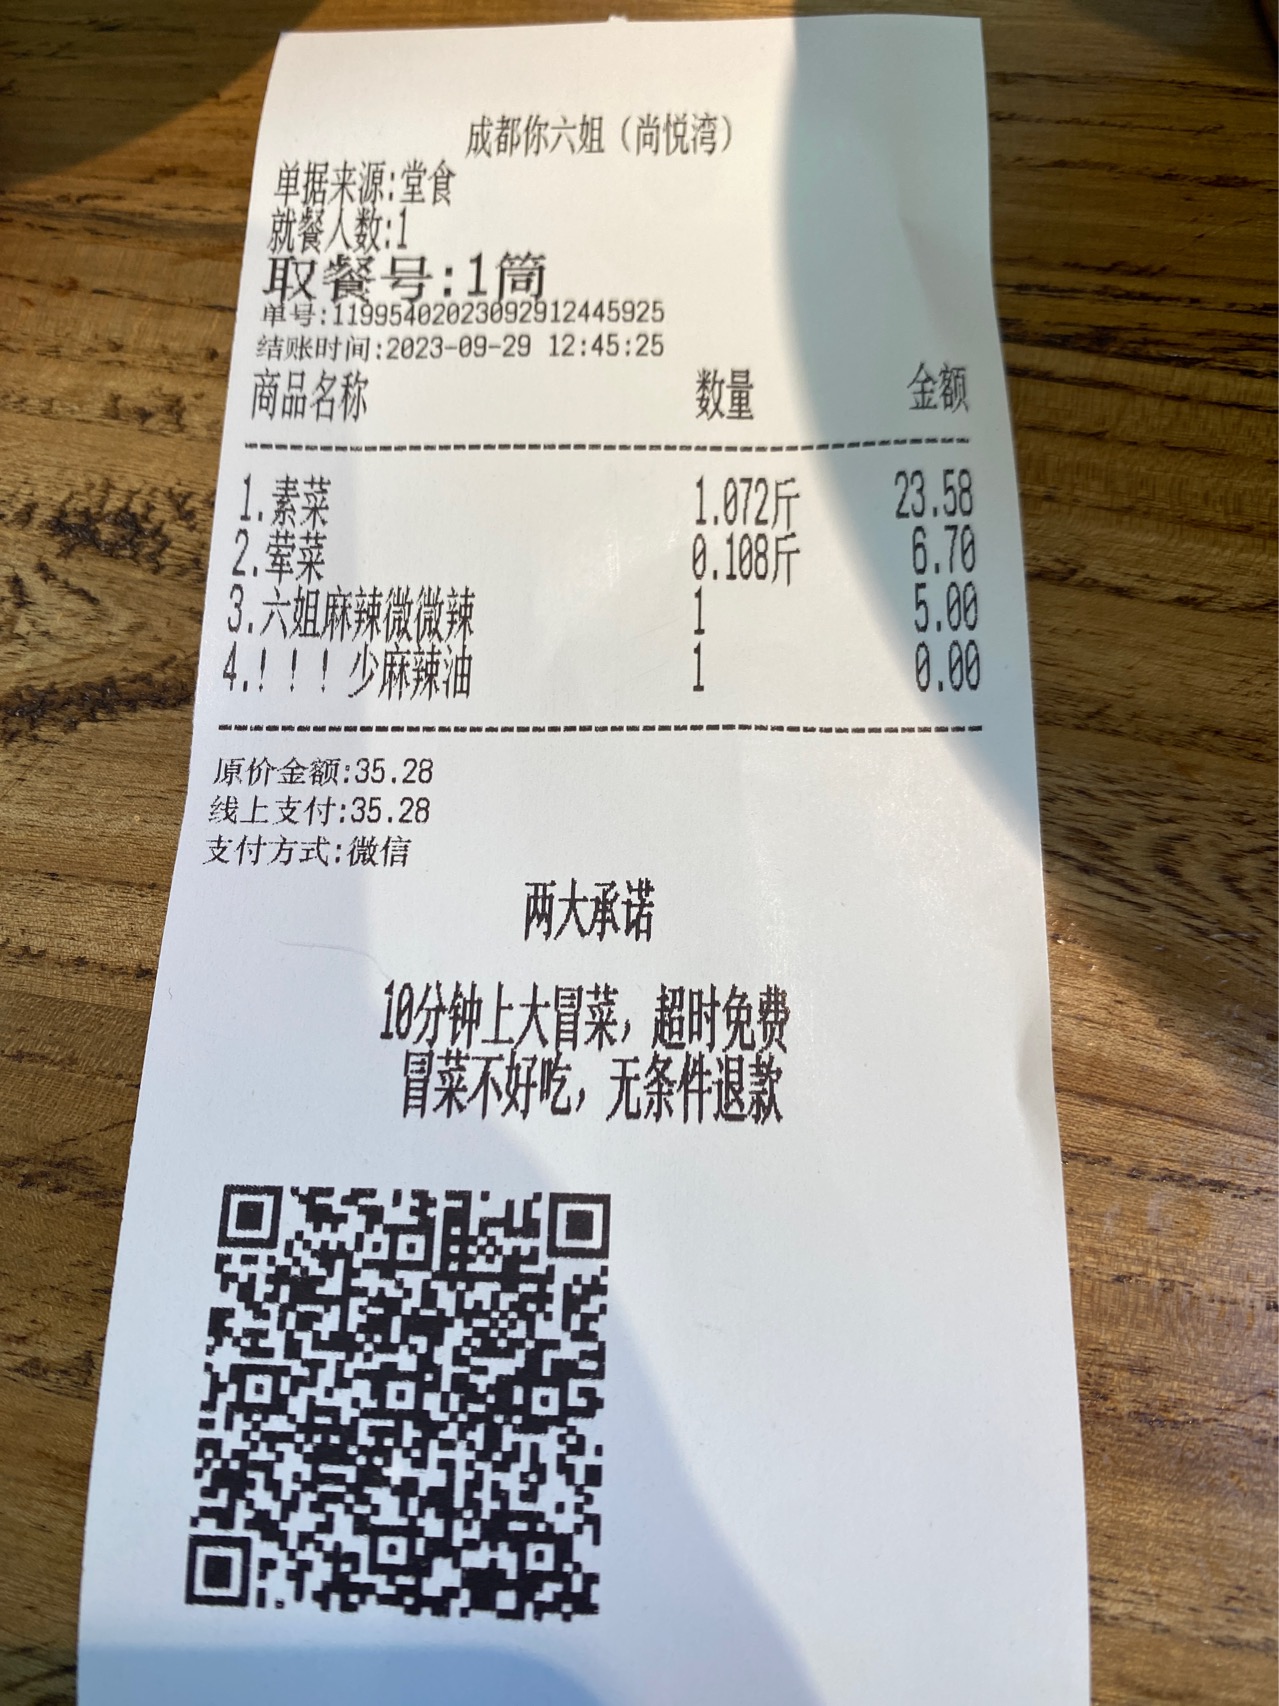 成都你六姐（尚悦湾）
单据来源:堂食
就餐人数:1
取餐号:1筒
单号:11995402023092912445925
结账时间:2023-09-29 12:45:25
商品名称 数量 金额
1.素菜 1.072斤 23.58
2.荤菜 0.108斤 6.70
3.六姐麻辣微微辣 1 5.00
4.！！！少麻辣油 1 0.00
原价金额:35.28
线上支付:35.28
支付方式:微信
两大承诺
10分钟上大冒菜，超时免费
冒菜不好吃，无条件退款